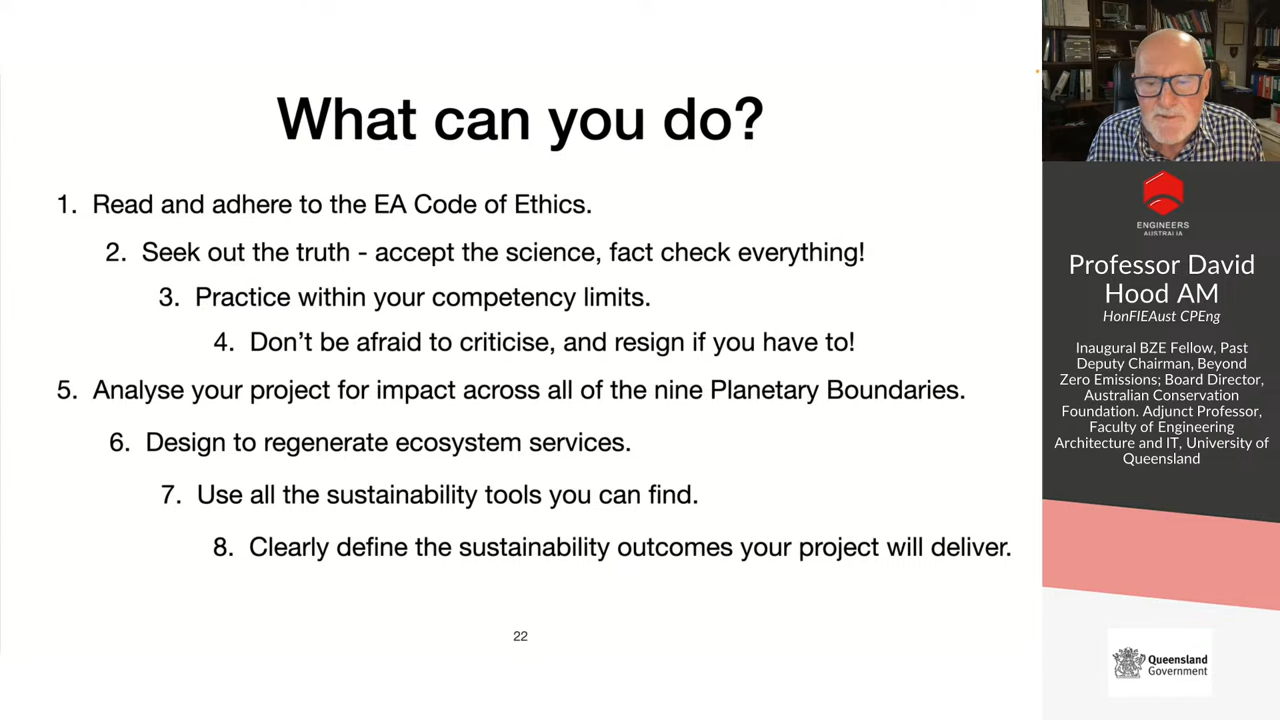 What can you do?
1. Read and adhere to the EA Code of Ethics.
2. Seek out the truth - accept the science, fact check everything!
3. Practice within your competency limits.
4. Don't be afraid to criticise, and resign if you have to!
5. Analyse your project for impact across all of the nine Planetary Boundaries.
6. Design to regenerate ecosystem services.
7. Use all the sustainability tools you can find.
8. Clearly define the sustainability outcomes your project will deliver.
22
ENGINEERS
AUSTRALIA
Professor David
Hood AM
HonFIEAust CPEng
Inaugural BZE Fellow, Past
Deputy Chairman, Beyond
Zero Emissions; Board Director,
Australian Conservation
Foundation. Adjunct Professor,
Faculty of Engineering
Architecture and IT, University of
Queensland
Queensland
Government